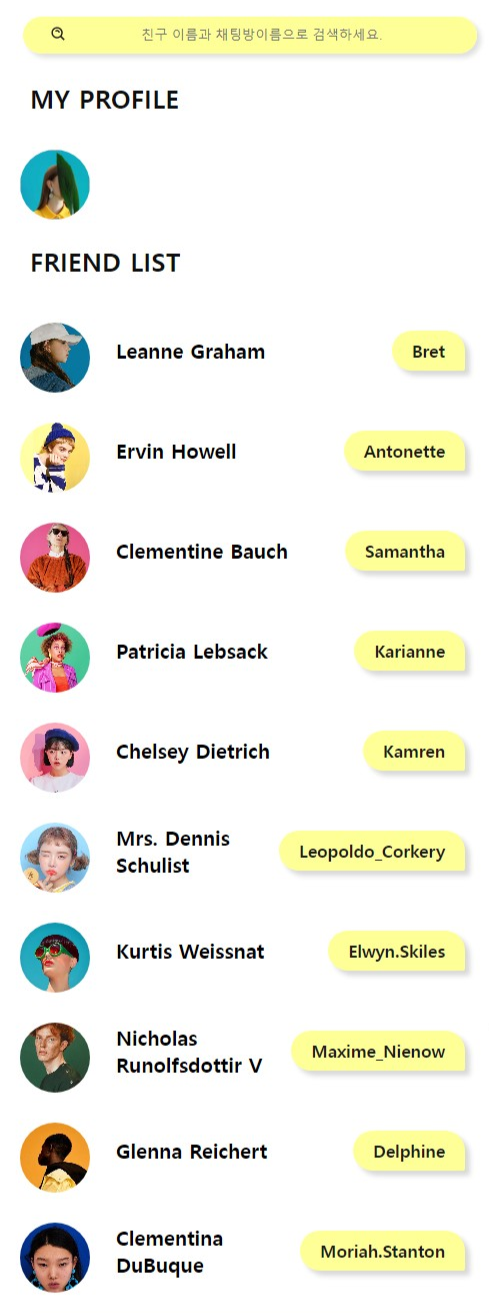 친구 이름과 채팅방이름으로 검색하세요.
MY PROFILE
FRIEND LIST
Leanne Graham
Bret
Ervin Howell
Antonette
Clementine Bauch
Samantha
Patricia Lebsack
Karianne
Chelsey Dietrich
Kamren
Mrs. Dennis
Schulist
Leopoldo_Corkery
Kurtis Weissnat
Elwyn.Skiles
Nicholas
Runolfsdottir V
Maxime_Nienow
Glenna Reichert
Delphine
Clementina
DuBuque
Moriah.Stanton